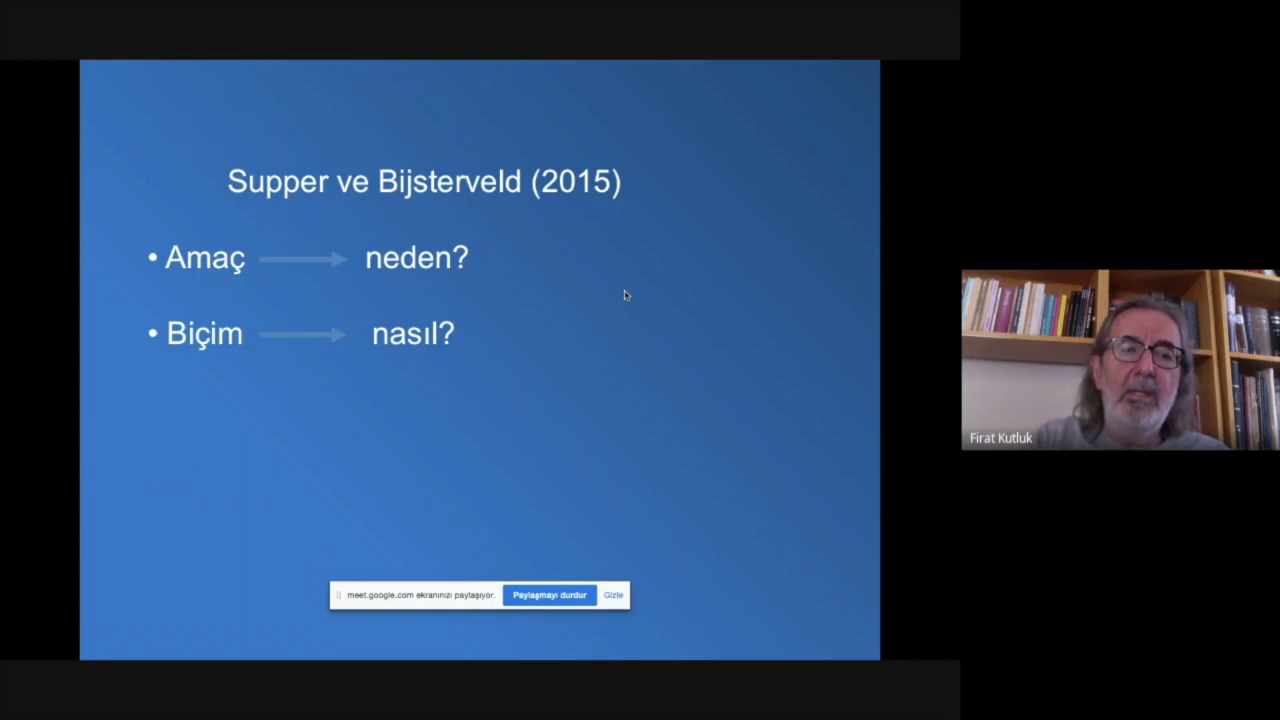 Supper ve Bijsterveld (2015)
• Amaç neden?
• Biçim nasıl?
meet.google.com ekranınızı paylaşıyor. Paylaşmayı durdur Gizle
Firat Kutluk